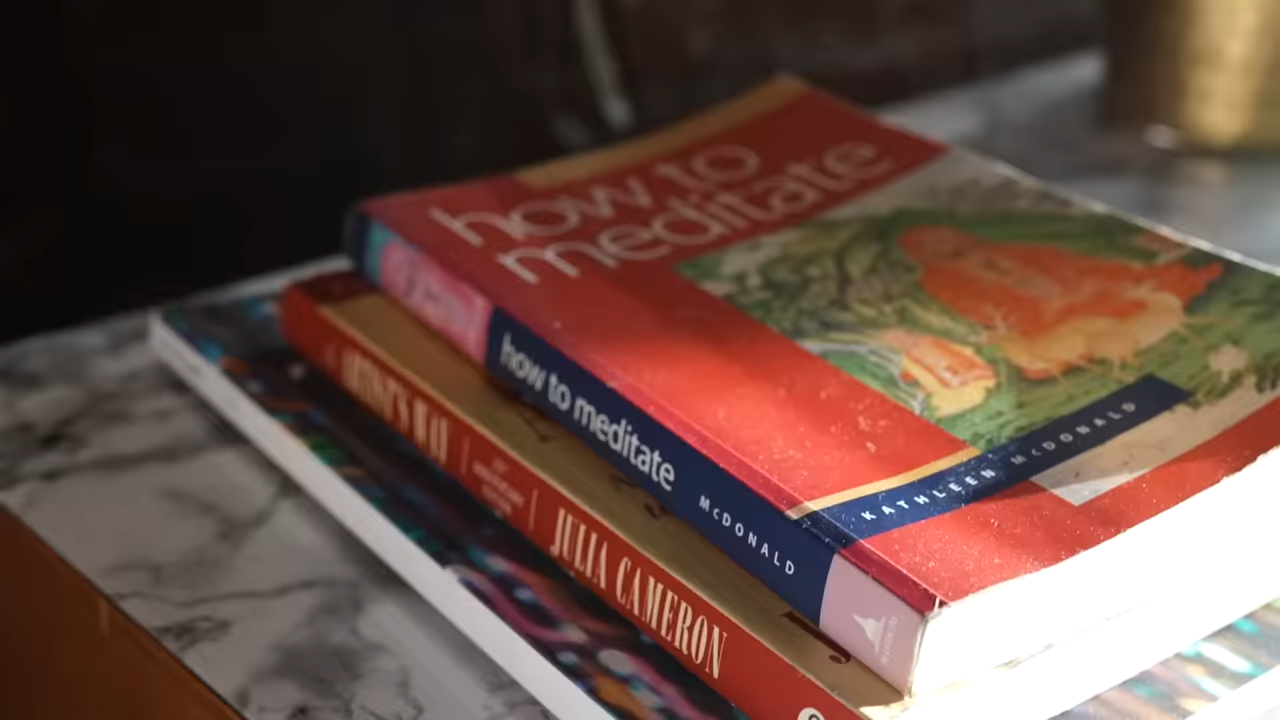 how to
meditate
KATHLEEN McDONALD
how to meditate
McDONALD
ARTIST'S WAY
JULIA CAMERON